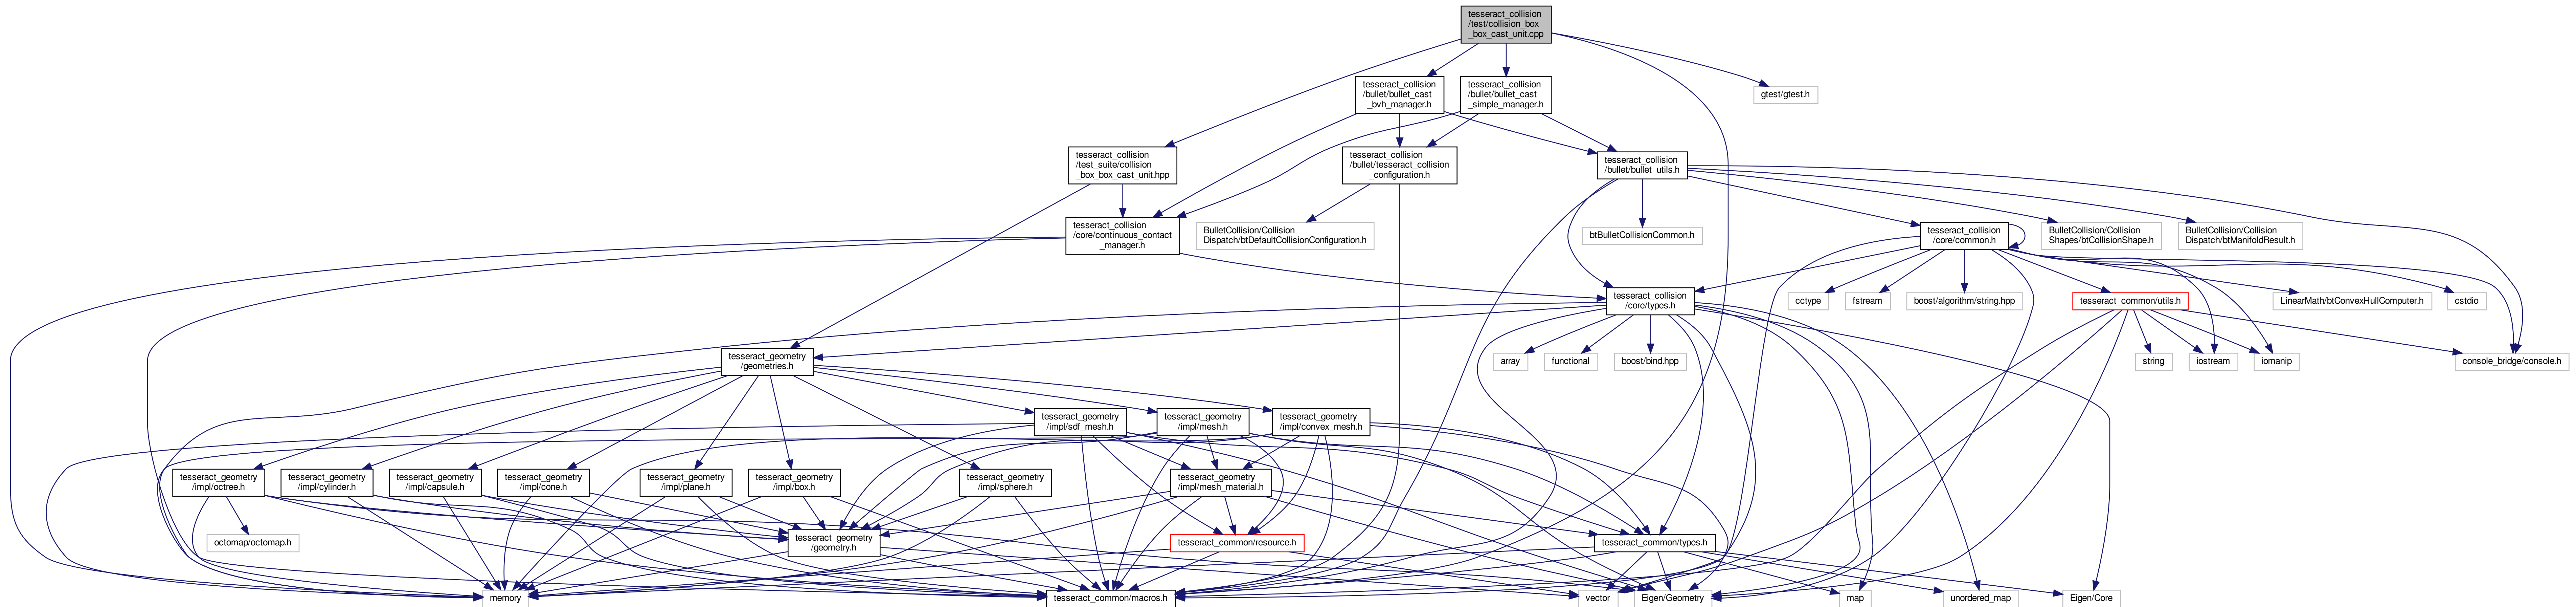 tesseract_collision
/test/collision_box
_box_cast_unit.cpp
tesseract_collision
/bullet/bullet_cast
_bvh_manager.h
tesseract_collision
/bullet/bullet_cast
_simple_manager.h
gtest/gtest.h
tesseract_collision
/test_suite/collision
_box_box_cast_unit.hpp
tesseract_collision
/bullet/tesseract_collision
_configuration.h
tesseract_collision
/bullet/bullet_utils.h
tesseract_collision
/core/continuous_contact
_manager.h
BulletCollision/Collision
Dispatch/btDefaultCollisionConfiguration.h
btBulletCollisionCommon.h
tesseract_collision
/core/common.h
BulletCollision/Collision
Shapes/btCollisionShape.h
BulletCollision/Collision
Dispatch/btManifoldResult.h
tesseract_collision
/core/types.h
cctype
fstream
boost/algorithm/string.hpp
tesseract_common/utils.h
LinearMath/btConvexHullComputer.h
cstdio
tesseract_geometry
/geometries.h
array
functional
boost/bind.hpp
string
iostream
iomanip
console_bridge/console.h
tesseract_geometry
/impl/sdf_mesh.h
tesseract_geometry
/impl/mesh.h
tesseract_geometry
/impl/convex_mesh.h
tesseract_geometry
/impl/octree.h
tesseract_geometry
/impl/cylinder.h
tesseract_geometry
/impl/capsule.h
tesseract_geometry
/impl/cone.h
tesseract_geometry
/impl/plane.h
tesseract_geometry
/impl/box.h
tesseract_geometry
/impl/sphere.h
tesseract_geometry
/impl/mesh_material.h
octomap/octomap.h
tesseract_geometry
/geometry.h
tesseract_common/resource.h
tesseract_common/types.h
memory
tesseract_common/macros.h
vector
Eigen/Geometry
map
unordered_map
Eigen/Core